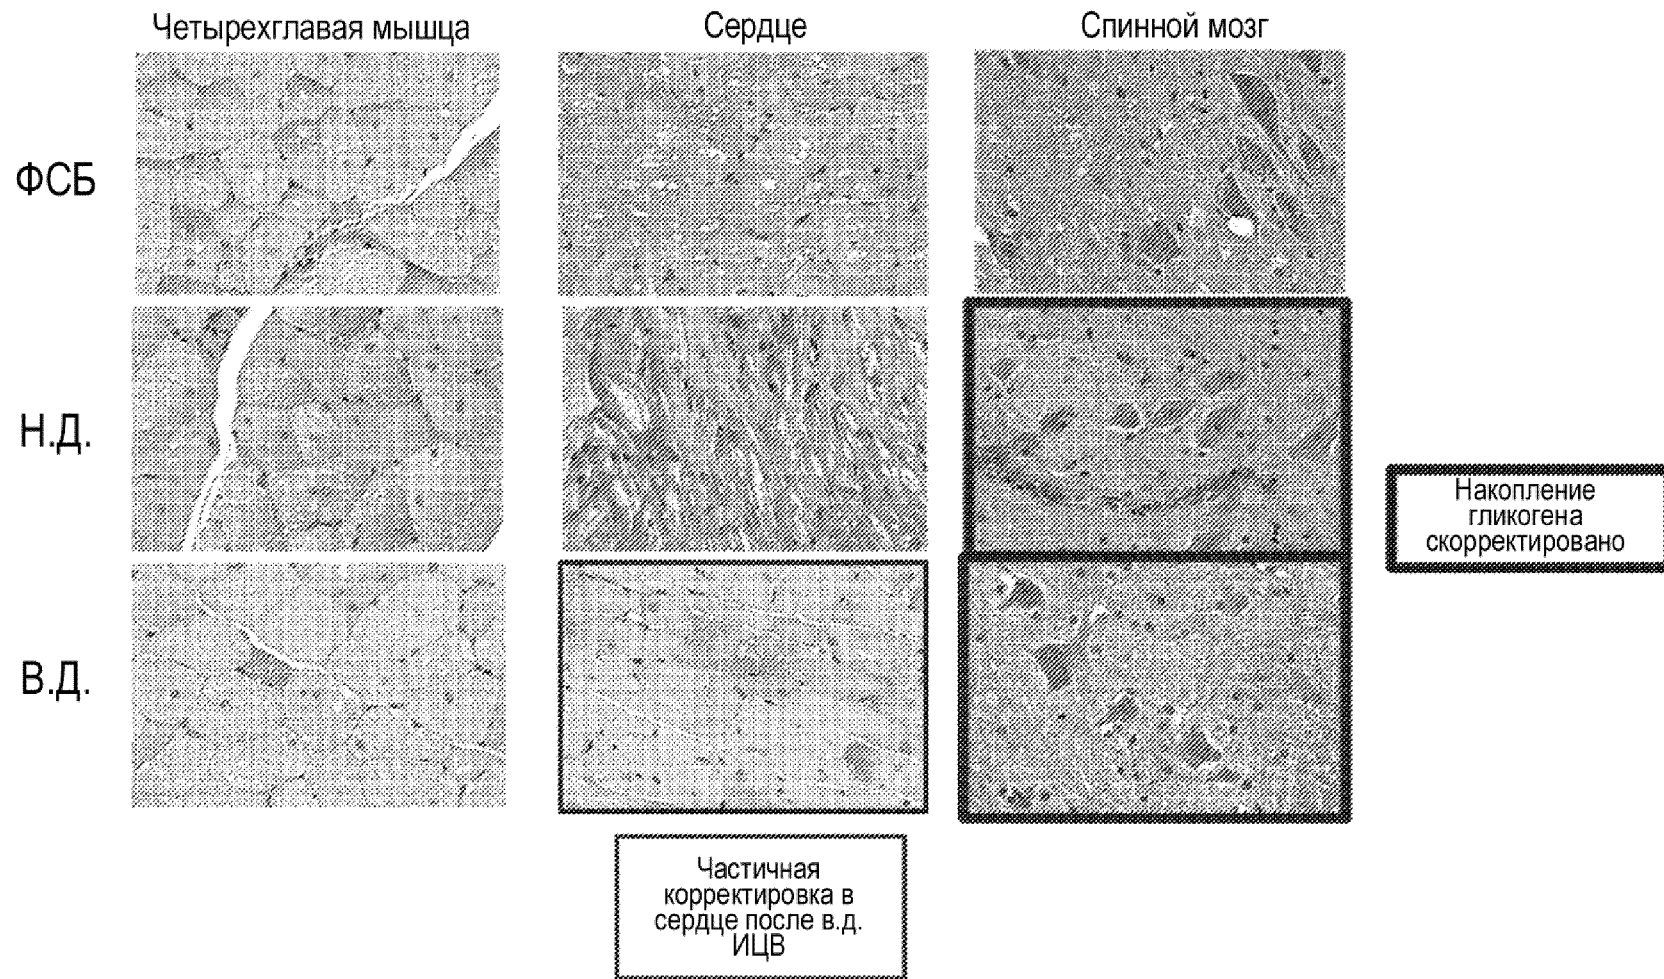 Четырехглавая мышца
Сердце
Спинной мозг
ФСБ
Н.Д.
Накопление
гликогена
скорректировано
В.Д.
Частичная
корректировка в
сердце после в.д.
ИЦВ